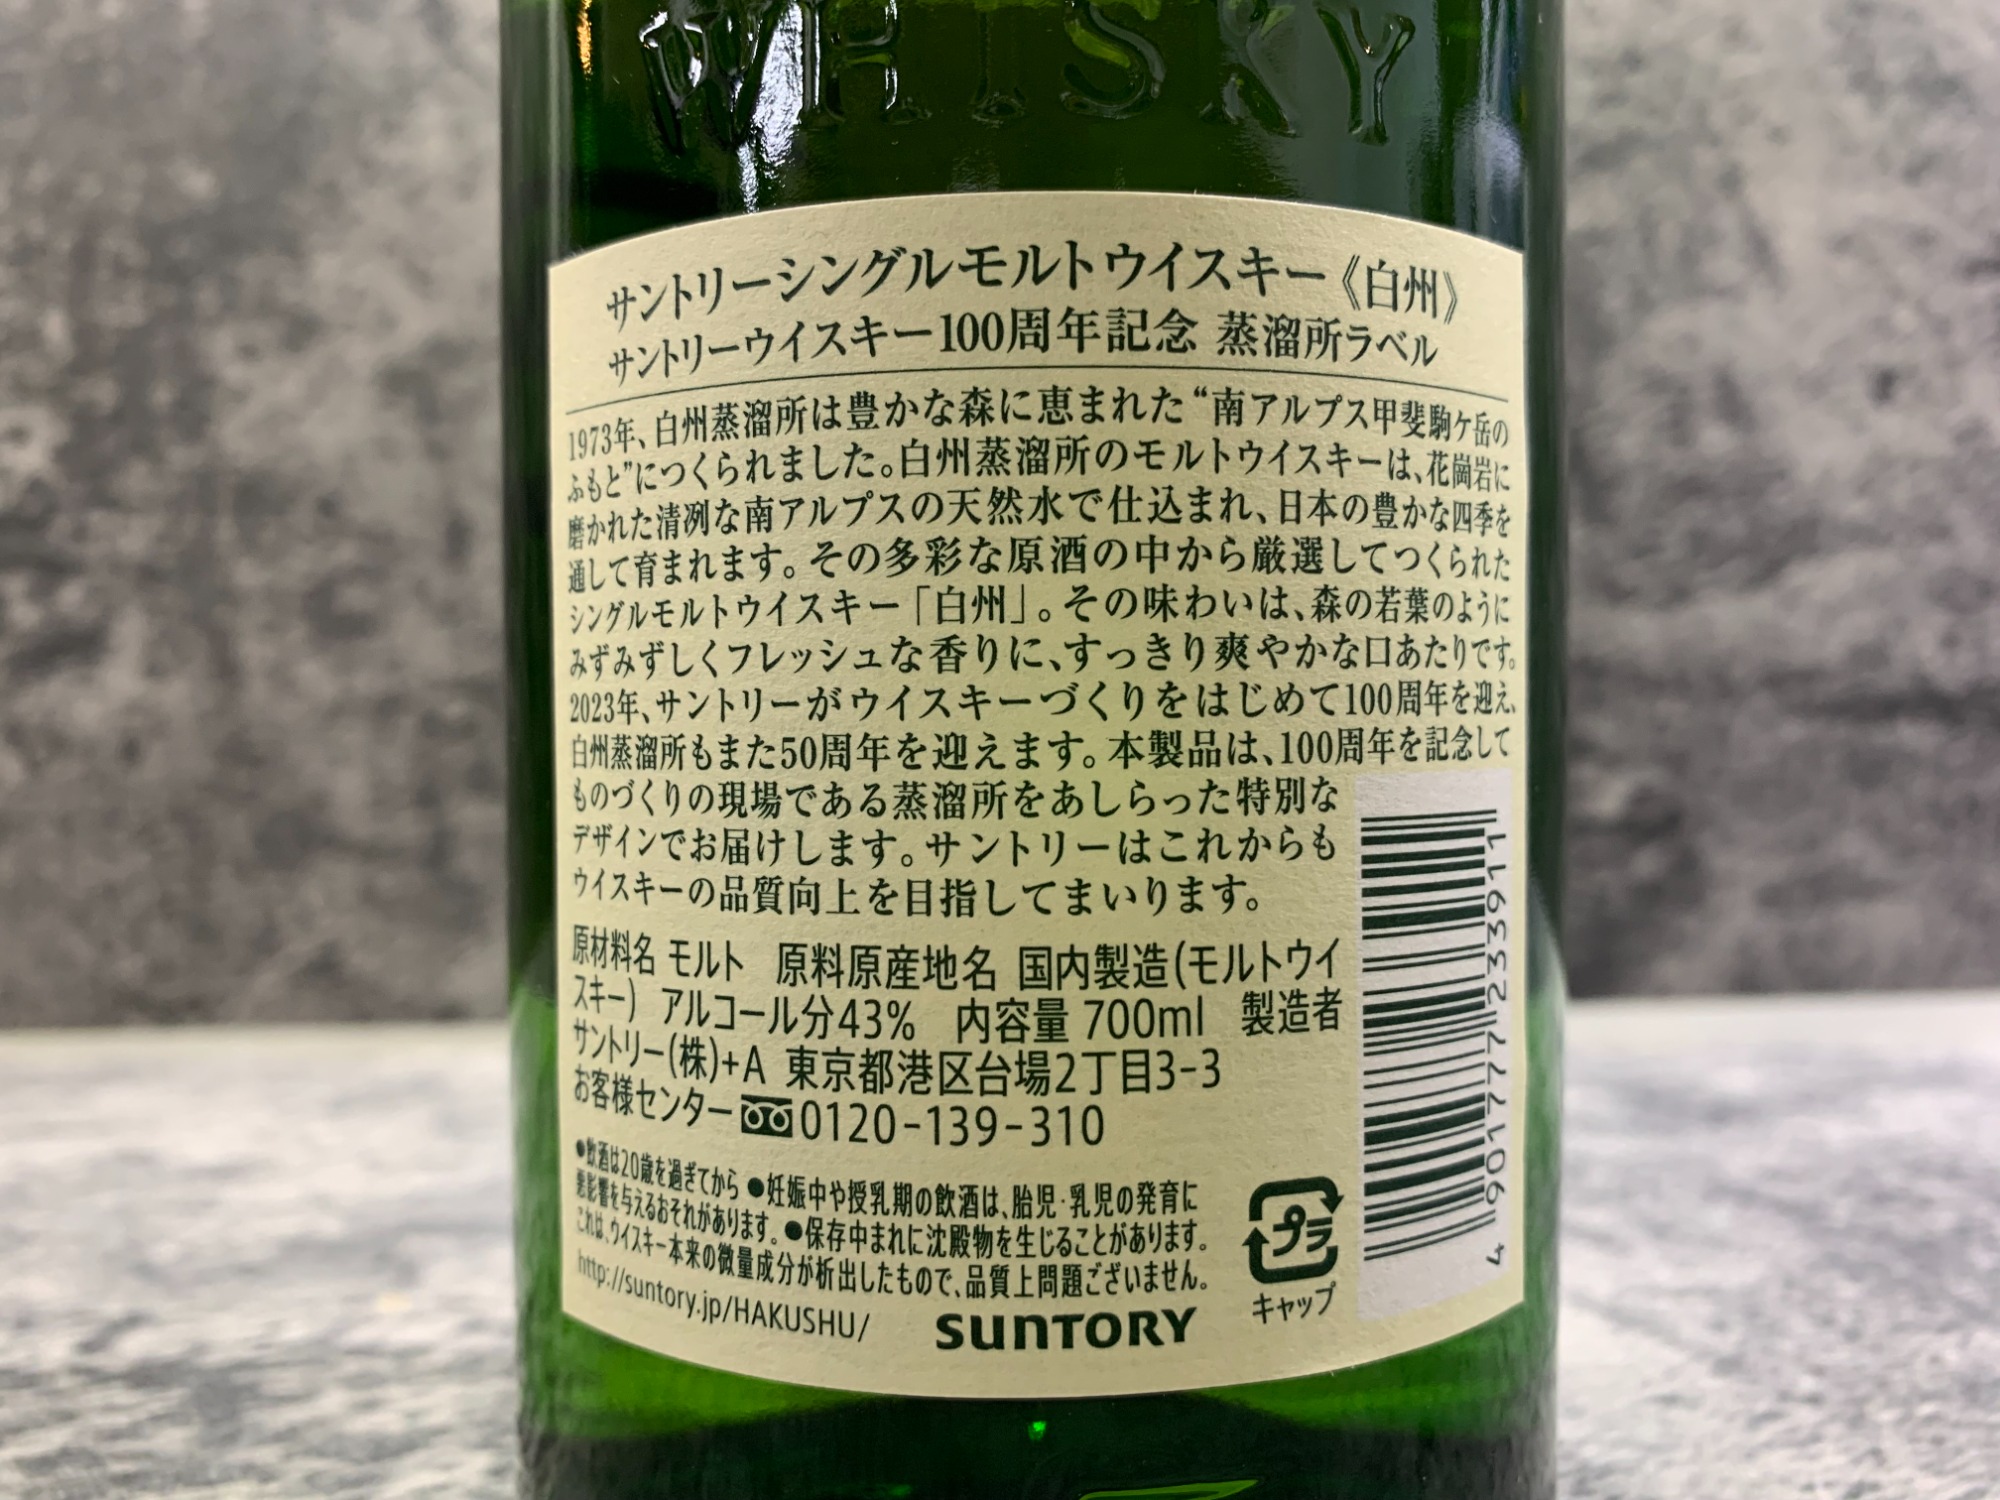 WHISKY
サントリーシングルモルトウイスキー《白州》
サントリーウイスキー100周年記念 蒸溜所ラベル
1973年、白州蒸溜所は豊かな森に恵まれた“南アルプス甲斐駒ケ岳の
ふもと”につくられました。白州蒸溜所のモルトウイスキーは、花崗岩に
磨かれた清冽な南アルプスの天然水で仕込まれ、日本の豊かな四季を
通して育まれます。その多彩な原酒の中から厳選してつくられた
シングルモルトウイスキー「白州」。その味わいは、森の若葉のように
みずみずしくフレッシュな香りに、すっきり爽やかな口あたりです。
2023年、サントリーがウイスキーづくりをはじめて100周年を迎え、
白州蒸溜所もまた50周年を迎えます。本製品は、100周年を記念して
ものづくりの現場である蒸溜所をあしらった特別な
デザインでお届けします。サントリーはこれからも
ウイスキーの品質向上を目指してまいります。
原材料名 モルト 原料原産地名 国内製造(モルトウイ
スキー) アルコール分43% 内容量 700ml 製造者
サントリー(株)+A 東京都港区台場2丁目3-3
お客様センター 0120-139-310
●飲酒は20歳を過ぎてから ●妊娠中や授乳期の飲酒は、胎児・乳児の発育に
悪影響を与えるおそれがあります。●保存中まれに沈殿物を生じることがあります。
これは、ウイスキー本来の微量成分が析出したもので、品質上問題ございません。
http://suntory.jp/HAKUSHU/
SUNTORY
プラ
キャップ
4 901777 233911